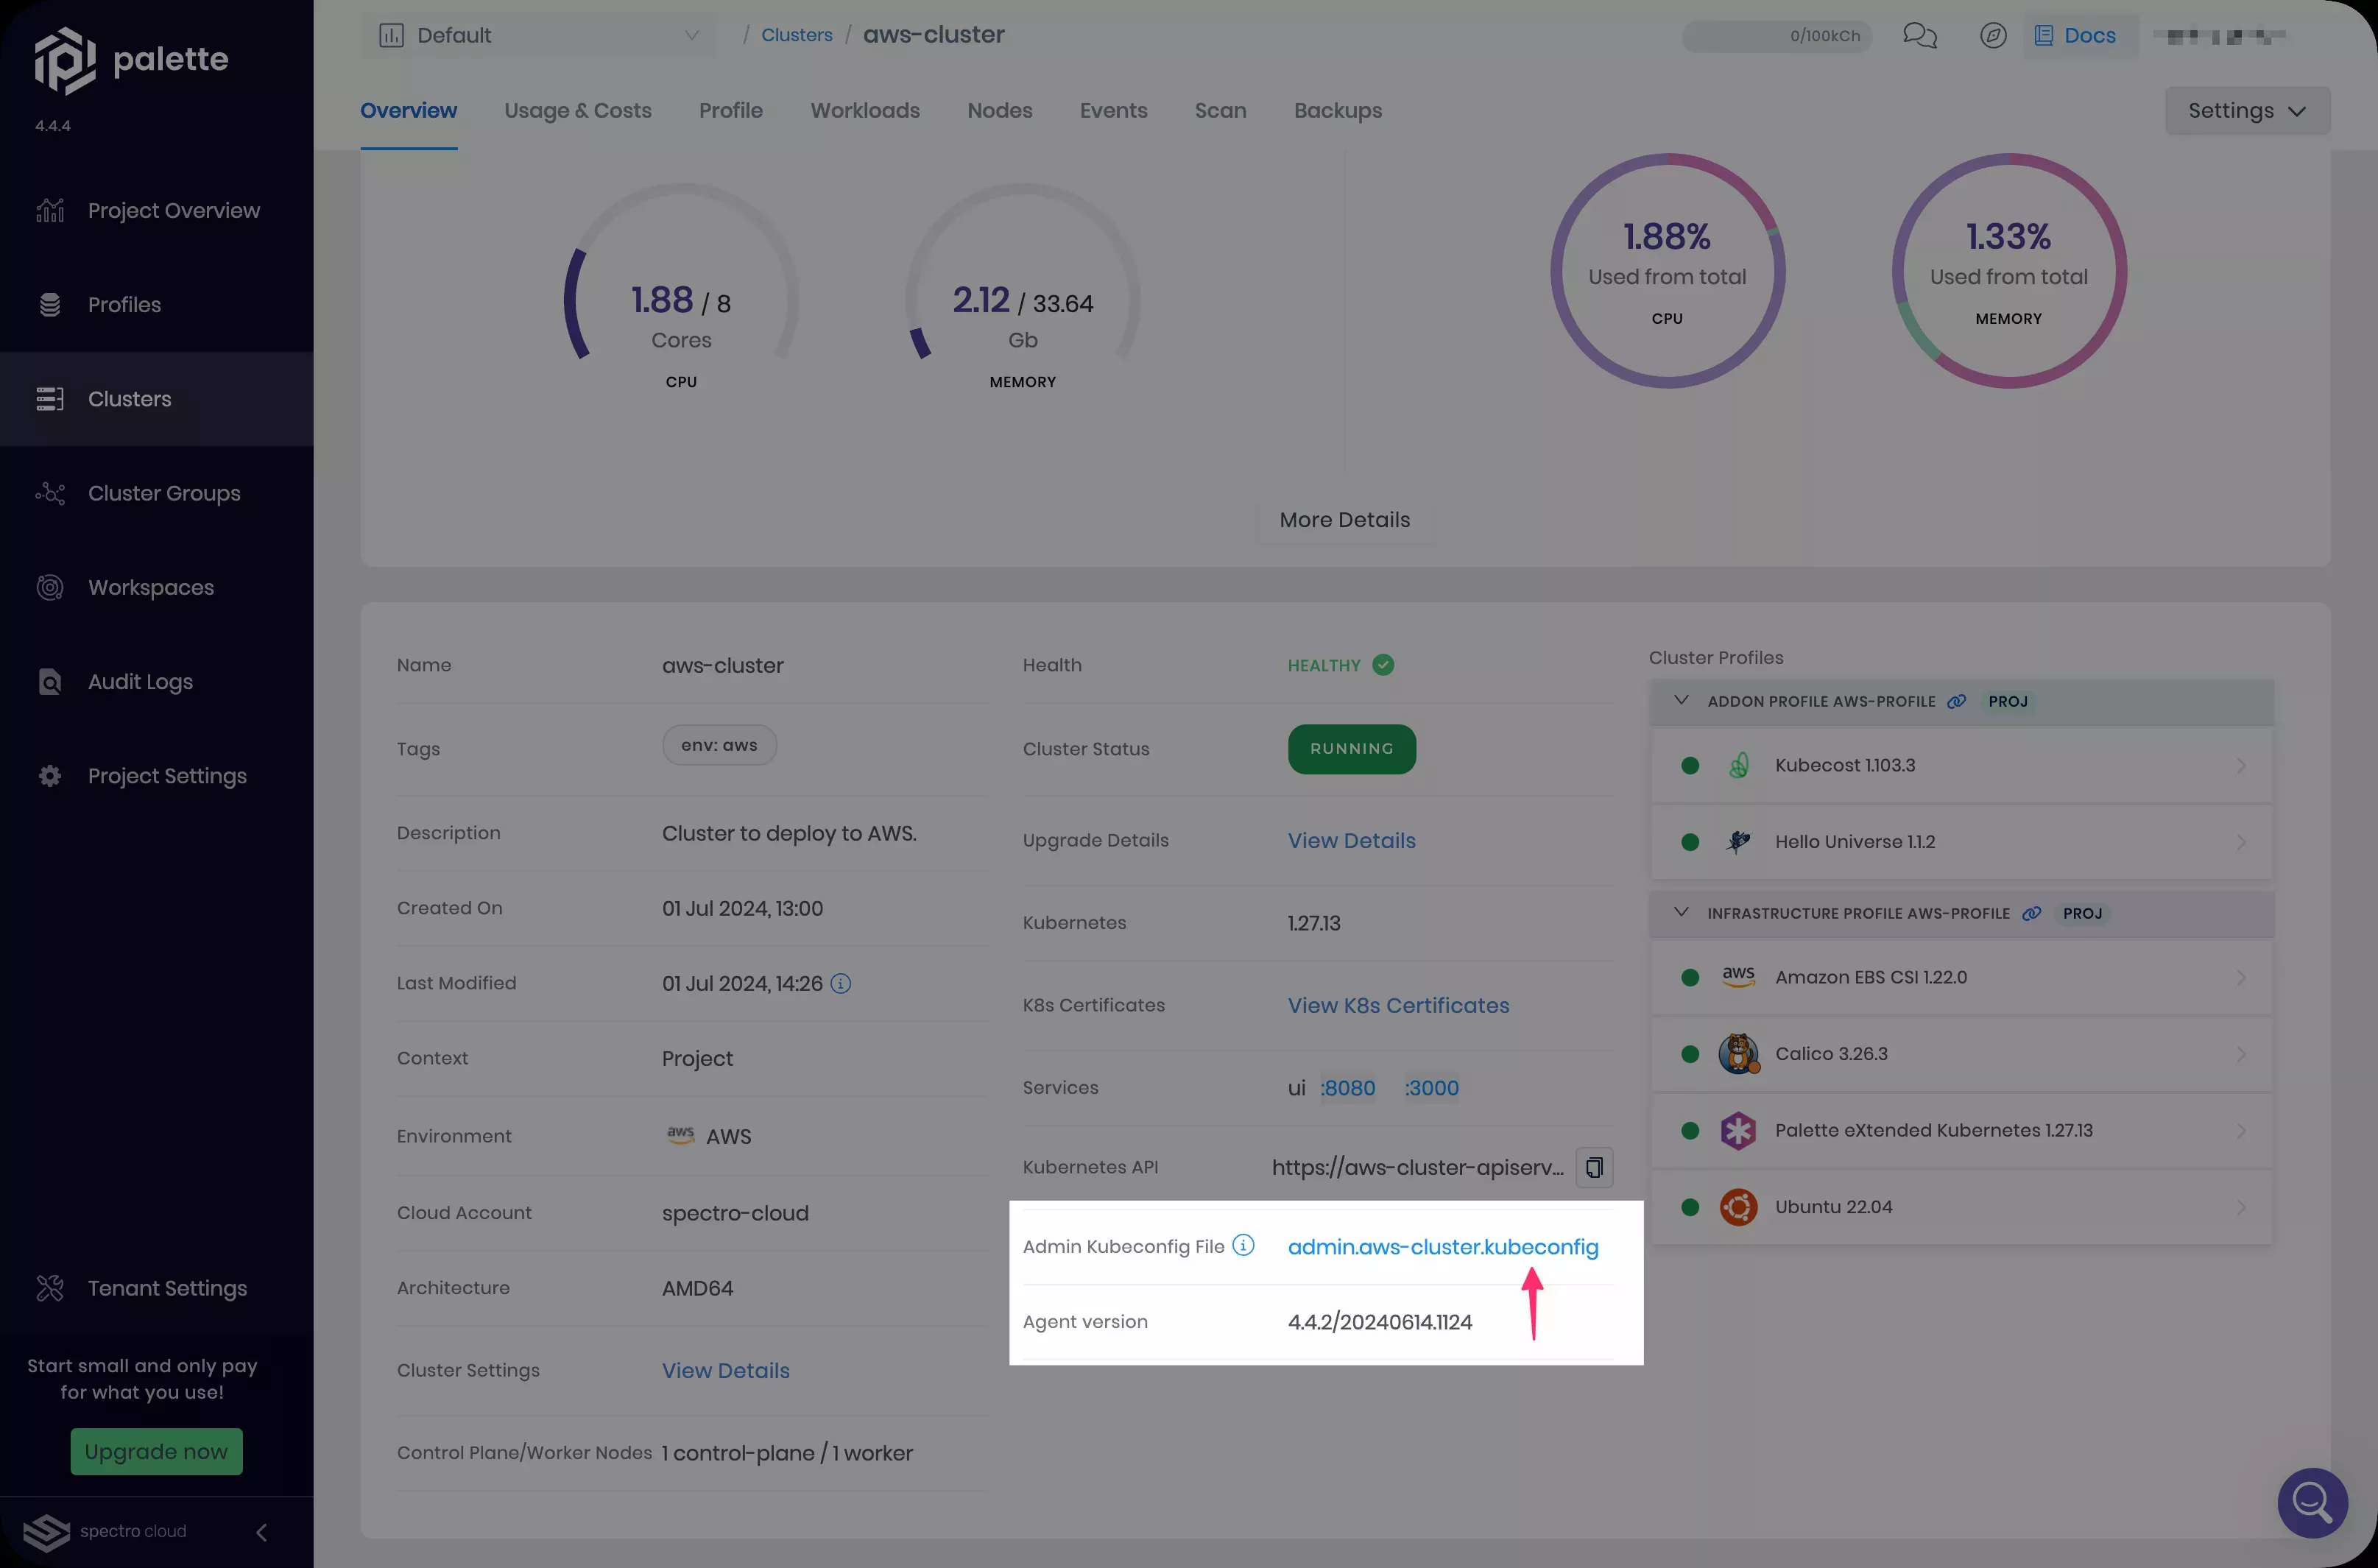 palette
4.4.4
Project Overview
Profiles
Clusters
Cluster Groups
Workspaces
Audit Logs
Project Settings
Tenant Settings
Start small and only pay
for what you use!
Upgrade now
spectro cloud
Default
/ Clusters / aws-cluster
0/100kCh
Docs
Overview
Usage & Costs
Profile
Workloads
Nodes
Events
Scan
Backups
Settings
1.88 / 8
Cores
CPU
2.12 / 33.64
Gb
MEMORY
1.88%
Used from total
CPU
1.33%
Used from total
MEMORY
More Details
Name aws-cluster
Tags env: aws
Description Cluster to deploy to AWS.
Created On 01 Jul 2024, 13:00
Last Modified 01 Jul 2024, 14:26
Context Project
Environment aws AWS
Cloud Account spectro-cloud
Architecture AMD64
Cluster Settings View Details
Control Plane/Worker Nodes 1 control-plane / 1 worker
Health HEALTHY
Cluster Status RUNNING
Upgrade Details View Details
Kubernetes 1.27.13
K8s Certificates View K8s Certificates
Services ui :8080 :3000
Kubernetes API https://aws-cluster-apiserv...
Admin Kubeconfig File admin.aws-cluster.kubeconfig
Agent version 4.4.2/20240614.1124
Cluster Profiles
ADDON PROFILE AWS-PROFILE PROJ
Kubecost 1.103.3
Hello Universe 1.1.2
INFRASTRUCTURE PROFILE AWS-PROFILE PROJ
aws Amazon EBS CSI 1.22.0
Calico 3.26.3
Palette eXtended Kubernetes 1.27.13
Ubuntu 22.04